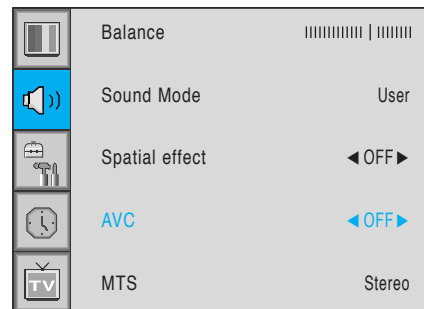 Balance
Sound Mode User
Spatial effect ◀ OFF ▶
AVC ◀ OFF ▶
MTS Stereo
TV